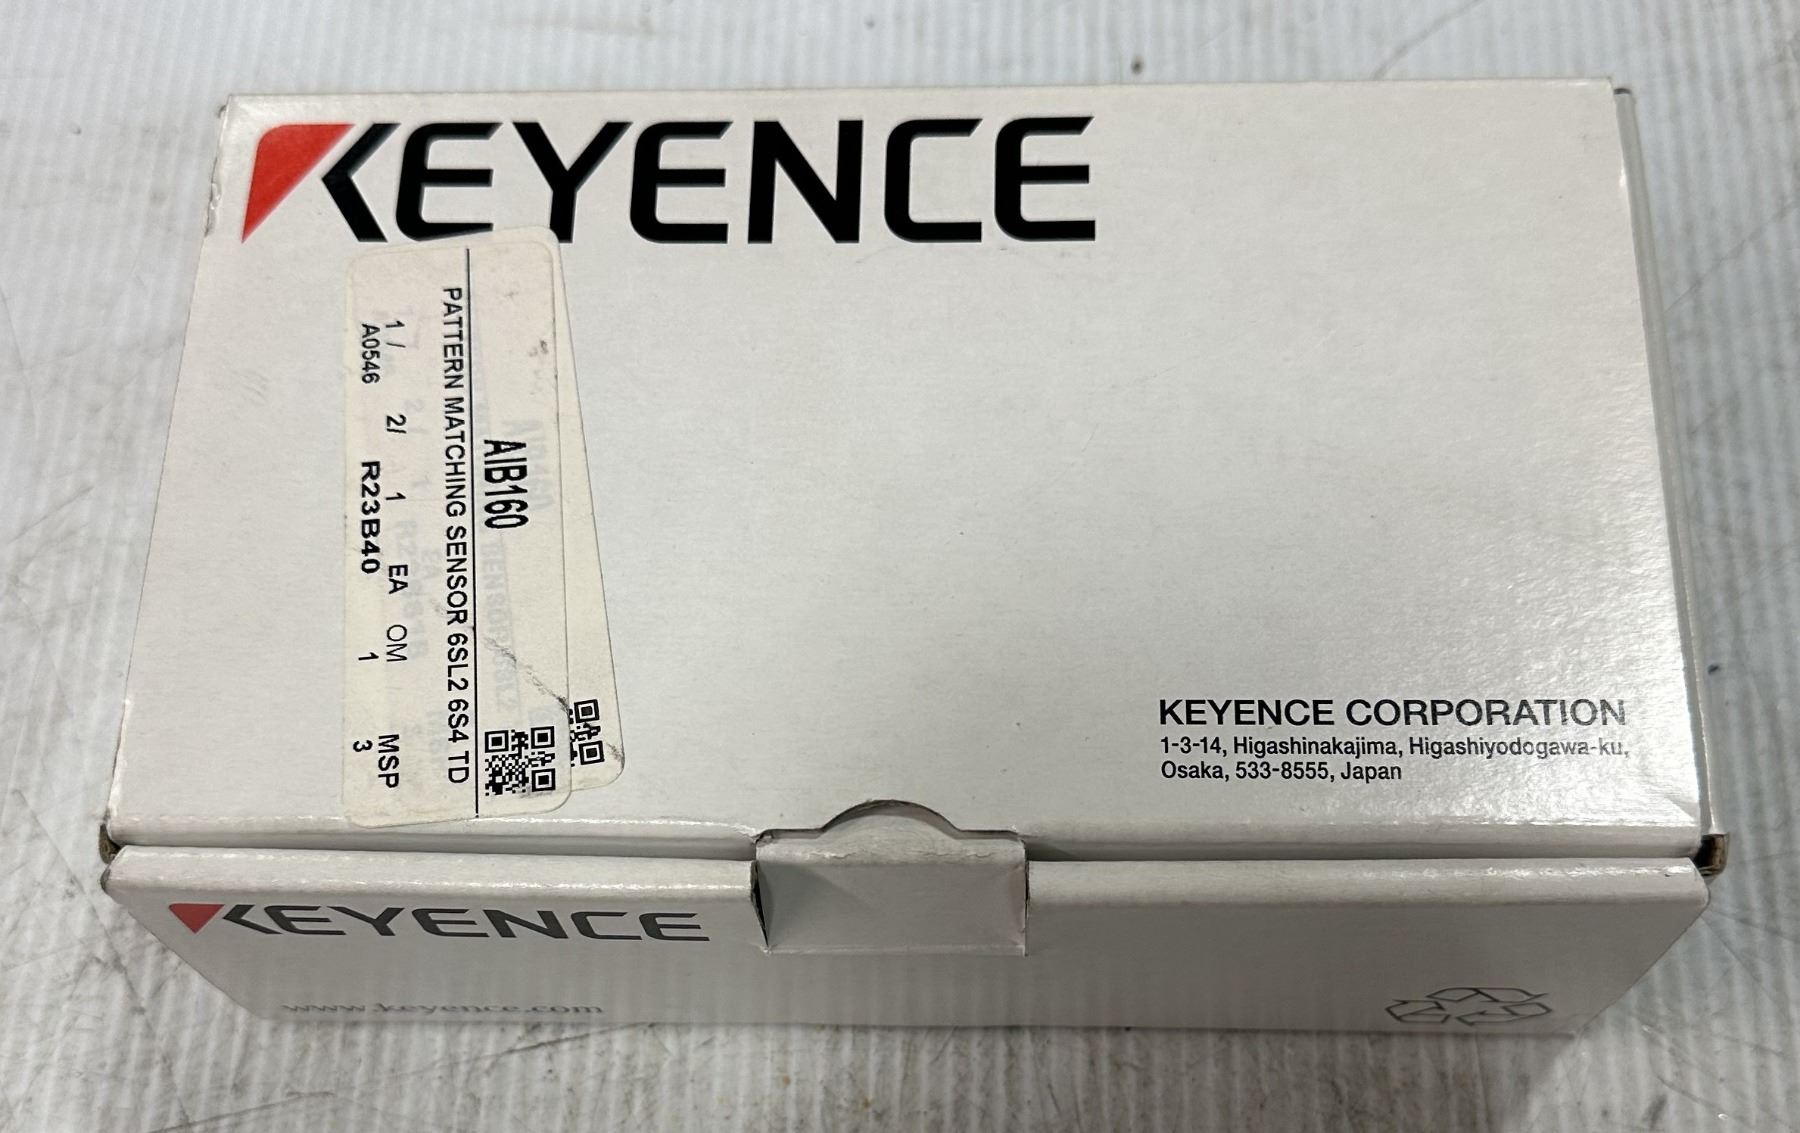 KEYENCE
AIB160
PATTERN MATCHING SENSOR 6SL2 6S4 TD
1 / 2/ 1 EA OM MSP
A0546 R23B40 1 3
KEYENCE CORPORATION
1-3-14, Higashinakajima, Higashiyodogawa-ku,
Osaka, 533-8555, Japan
KEYENCE
www.keyence.com